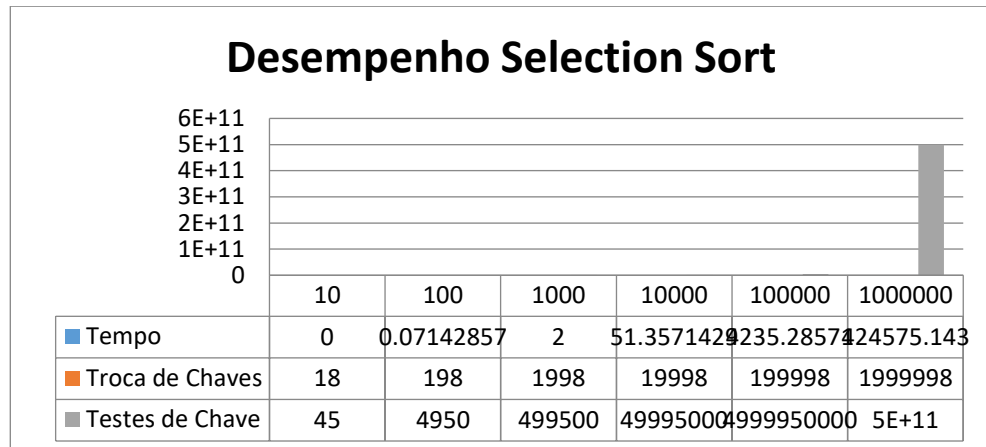 Desempenho Selection Sort
6E+11
5E+11
4E+11
3E+11
2E+11
1E+11
0
10 100 1000 10000 100000 1000000
Tempo 0 0.07142857 2 51.3571429 4235.28571 424575.143
Troca de Chaves 18 198 1998 19998 199998 1999998
Testes de Chave 45 4950 499500 49995000 4999950000 5E+11